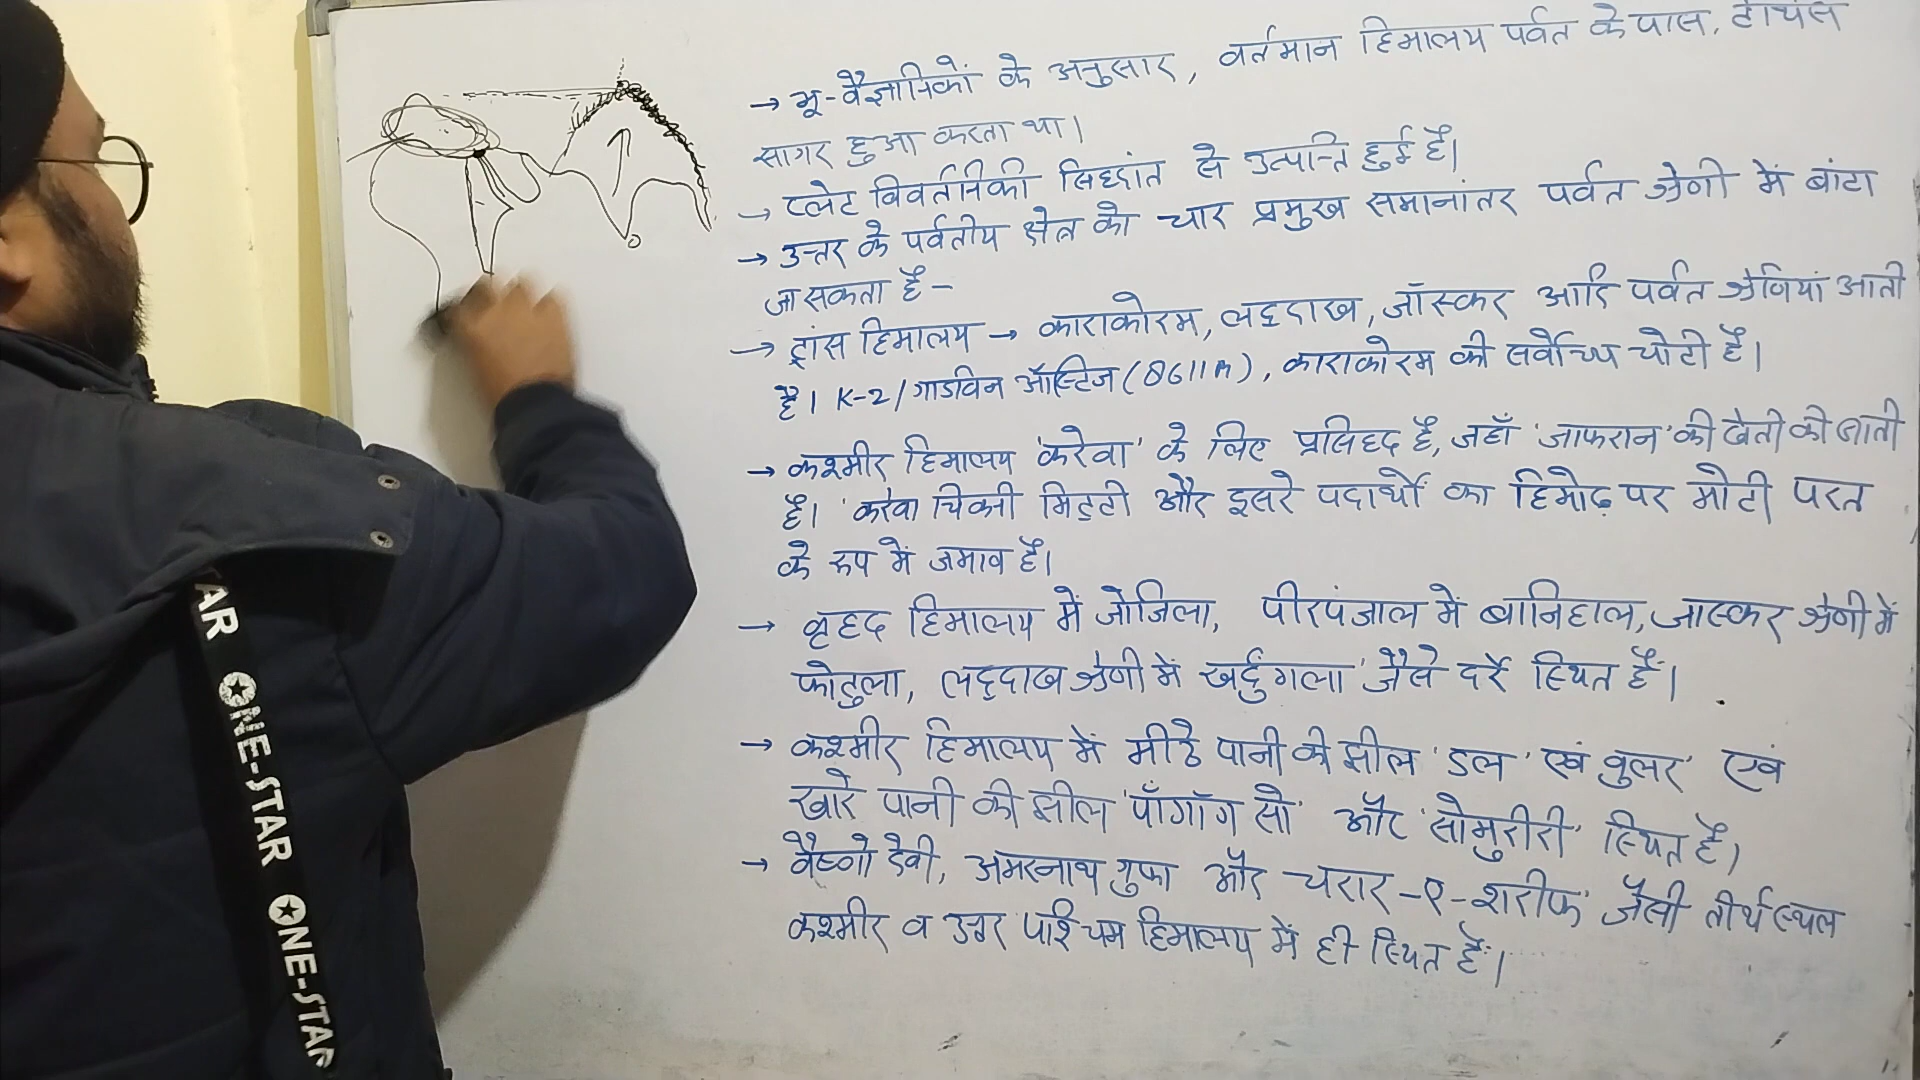 → भू-वैज्ञानिकों के अनुसार, वर्तमान हिमालय पर्वत के पास, टेथिस
सागर हुआ करता था।
→ प्लेट विवर्तनिकी सिद्धांत से उत्पत्ति हुई है।
→ उत्तर के पर्वतीय क्षेत्र को चार प्रमुख समानांतर पर्वत श्रेणी में बांटा
जा सकता है –
→ ट्रांस हिमालय → काराकोरम, लद्दाख, जॉस्कर आदि पर्वत श्रेणियां आती
है। K-2/गाडविन ऑस्टिन (8611m), काराकोरम की सर्वोच्च चोटी है।
→ कश्मीर हिमालय 'करेवा' के लिए प्रसिद्द है, जहाँ 'जाफरान' की खेती की जाती
है। 'करेवा चिकनी मिट्टी और दूसरे पदार्थों का हिमोढ़ पर मोटी परत
के रुप में जमाव है।
→ वृहद हिमालय में जोजिला, पीरपंजाल में बानिहाल, जास्कर श्रेणी में
फोटुला, लद्दाख श्रेणी में खर्दुंगला' जैसे दर्रे स्थित हैं।
→ कश्मीर हिमालय में मीठे पानी की झील 'डल' एवं वुलर' एवं
खारे पानी की झील 'पाँगाँग सो' और 'सोमुरीरी' स्थित है।
→ वैष्णो देवी, अमरनाथ गुफा और चरार-ए-शरीफ' जैसी तीर्थ स्थल
कश्मीर व उत्तर पश्चिम हिमालय में ही स्थित हैं।
AR ★NE-STAR ★NE-STAR